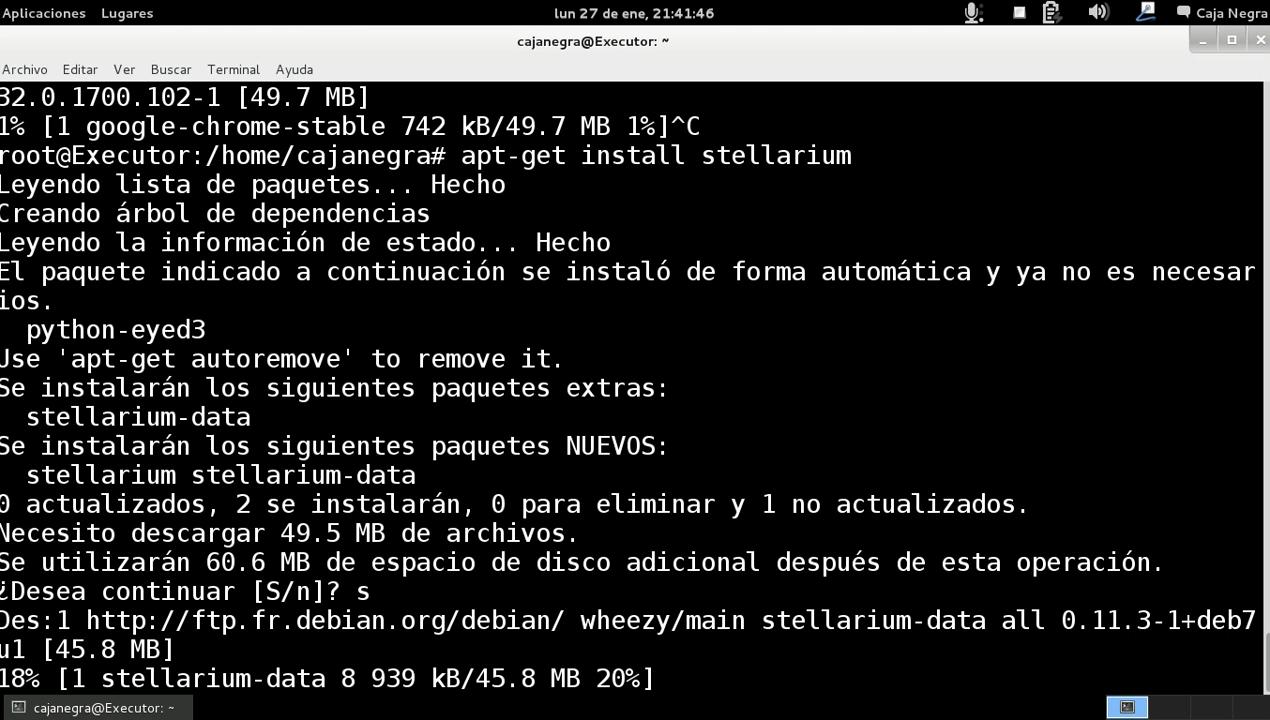 Aplicaciones Lugares lun 27 de ene, 21:41:46 Caja Negra
cajanegra@Executor: ~
Archivo Editar Ver Buscar Terminal Ayuda
32.0.1700.102-1 [49.7 MB]
1% [1 google-chrome-stable 742 kB/49.7 MB 1%]^C
root@Executor:/home/cajanegra# apt-get install stellarium
Leyendo lista de paquetes... Hecho
Creando árbol de dependencias
Leyendo la información de estado... Hecho
El paquete indicado a continuación se instaló de forma automática y ya no es necesar
ios.
python-eyed3
Use 'apt-get autoremove' to remove it.
Se instalarán los siguientes paquetes extras:
stellarium-data
Se instalarán los siguientes paquetes NUEVOS:
stellarium stellarium-data
0 actualizados, 2 se instalarán, 0 para eliminar y 1 no actualizados.
Necesito descargar 49.5 MB de archivos.
Se utilizarán 60.6 MB de espacio de disco adicional después de esta operación.
¿Desea continuar [S/n]? s
Des:1 http://ftp.fr.debian.org/debian/ wheezy/main stellarium-data all 0.11.3-1+deb7
u1 [45.8 MB]
18% [1 stellarium-data 8 939 kB/45.8 MB 20%]
cajanegra@Executor: ~